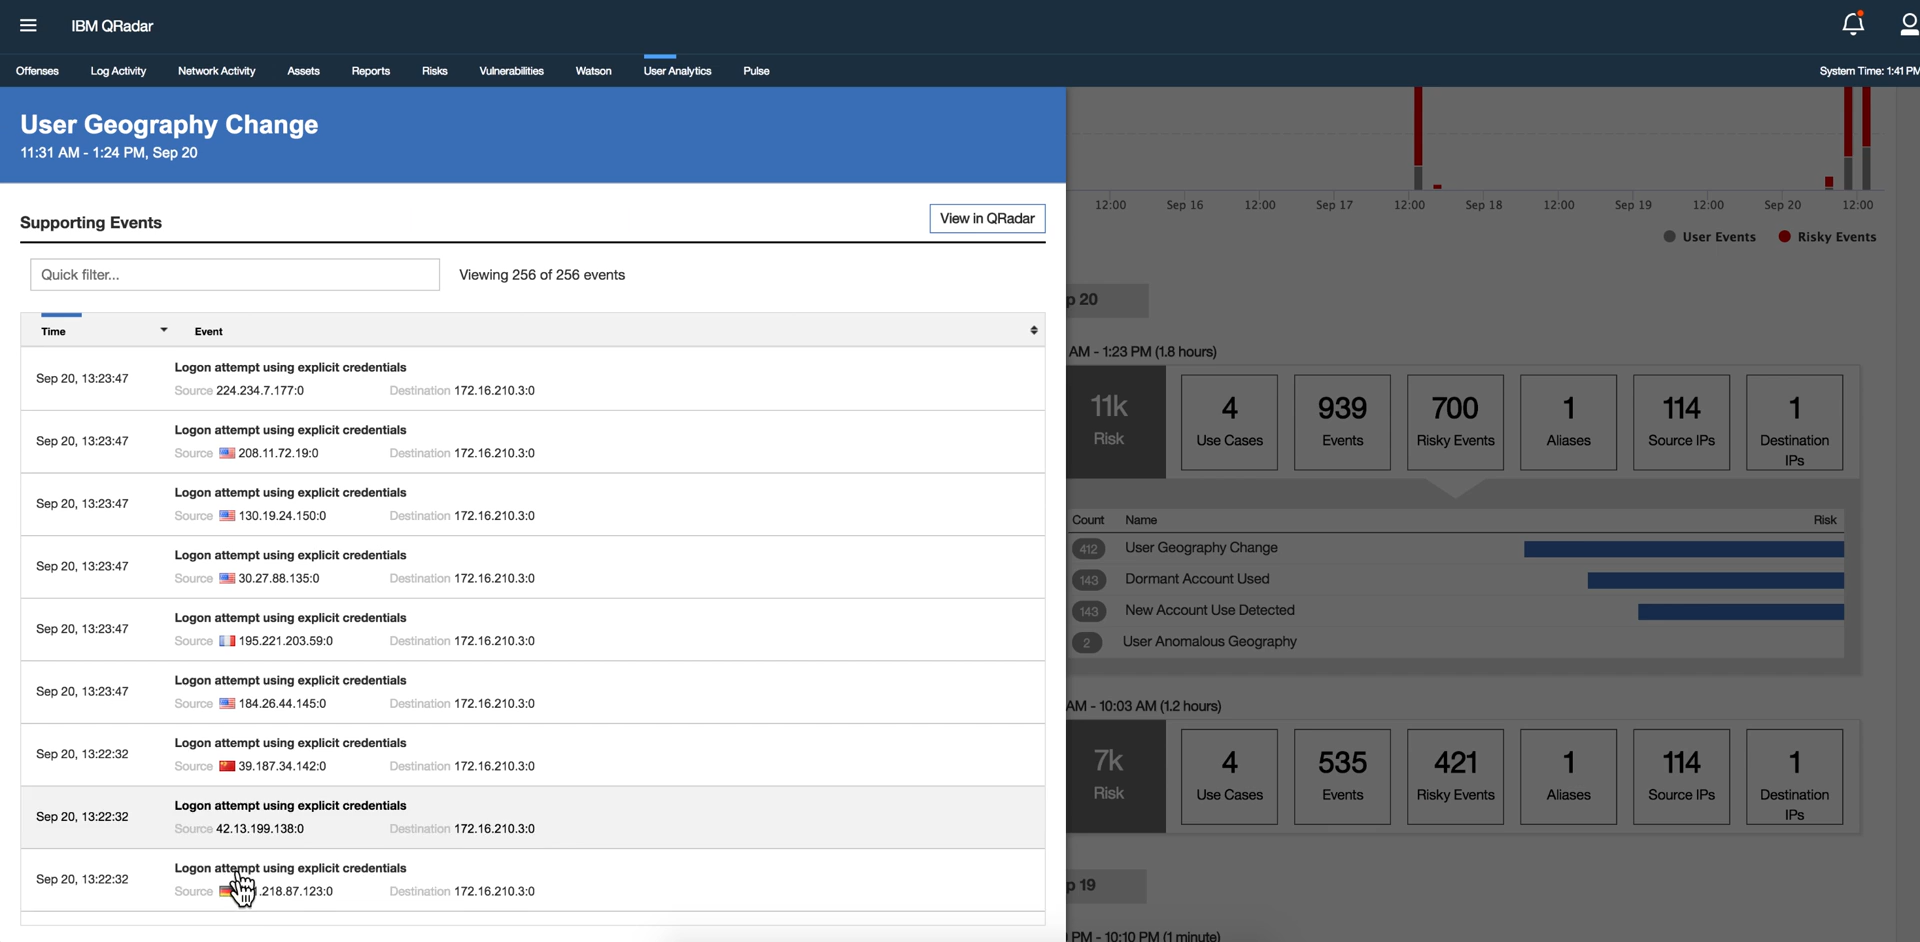 IBM QRadar
Offenses Log Activity Network Activity Assets Reports Risks Vulnerabilities Watson User Analytics Pulse System Time: 1:41 PM
User Geography Change
11:31 AM - 1:24 PM, Sep 20
Supporting Events
View in QRadar
Quick filter...
Viewing 256 of 256 events
Time Event
Sep 20, 13:23:47
Logon attempt using explicit credentials
Source 224.234.7.177:0 Destination 172.16.210.3:0
Sep 20, 13:23:47
Logon attempt using explicit credentials
Source 208.11.72.19:0 Destination 172.16.210.3:0
Sep 20, 13:23:47
Logon attempt using explicit credentials
Source 130.19.24.150:0 Destination 172.16.210.3:0
Sep 20, 13:23:47
Logon attempt using explicit credentials
Source 30.27.88.135:0 Destination 172.16.210.3:0
Sep 20, 13:23:47
Logon attempt using explicit credentials
Source 195.221.203.59:0 Destination 172.16.210.3:0
Sep 20, 13:23:47
Logon attempt using explicit credentials
Source 184.26.44.145:0 Destination 172.16.210.3:0
Sep 20, 13:22:32
Logon attempt using explicit credentials
Source 39.187.34.142:0 Destination 172.16.210.3:0
Sep 20, 13:22:32
Logon attempt using explicit credentials
Source 42.13.199.138:0 Destination 172.16.210.3:0
Sep 20, 13:22:32
Logon attempt using explicit credentials
Source .218.87.123:0 Destination 172.16.210.3:0
12:00 Sep 16 12:00 Sep 17 12:00 Sep 18 12:00 Sep 19 12:00 Sep 20 12:00
User Events Risky Events
p 20
AM - 1:23 PM (1.8 hours)
11k Risk
4 Use Cases
939 Events
700 Risky Events
1 Aliases
114 Source IPs
1 Destination IPs
Count Name Risk
412 User Geography Change
143 Dormant Account Used
143 New Account Use Detected
2 User Anomalous Geography
AM - 10:03 AM (1.2 hours)
7k Risk
4 Use Cases
535 Events
421 Risky Events
1 Aliases
114 Source IPs
1 Destination IPs
p 19
PM - 10:10 PM (1 minute)